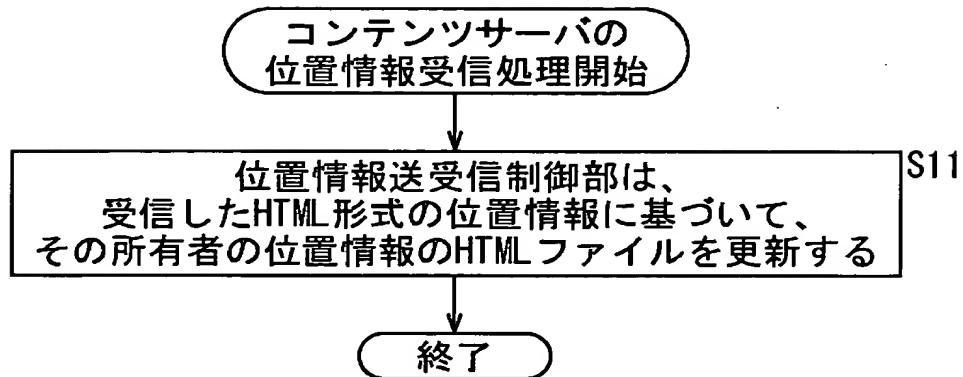 コンテンツサーバの
位置情報受信処理開始
位置情報送受信制御部は、
受信したHTML形式の位置情報に基づいて、
その所有者の位置情報のHTMLファイルを更新する
S11
終了